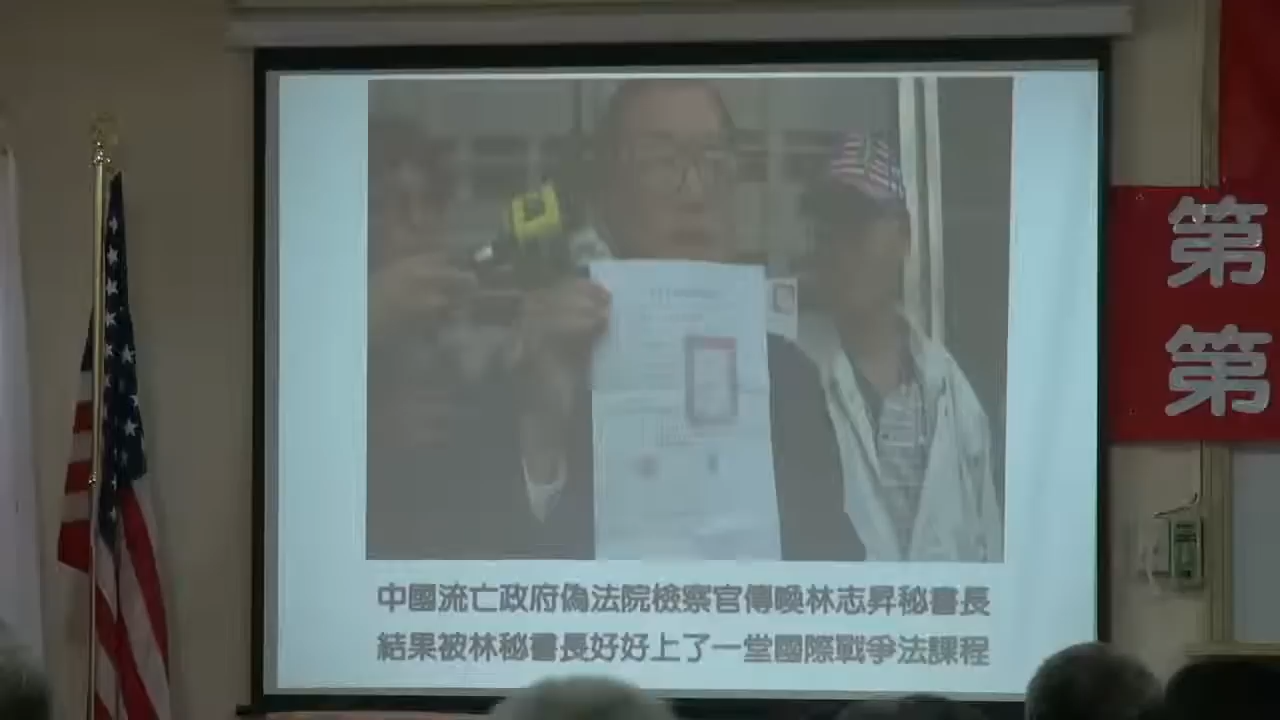 中國流亡政府偽法院檢察官傳喚林志昇秘書長
結果被林秘書長好好上了一堂國際戰爭法課程
第
第